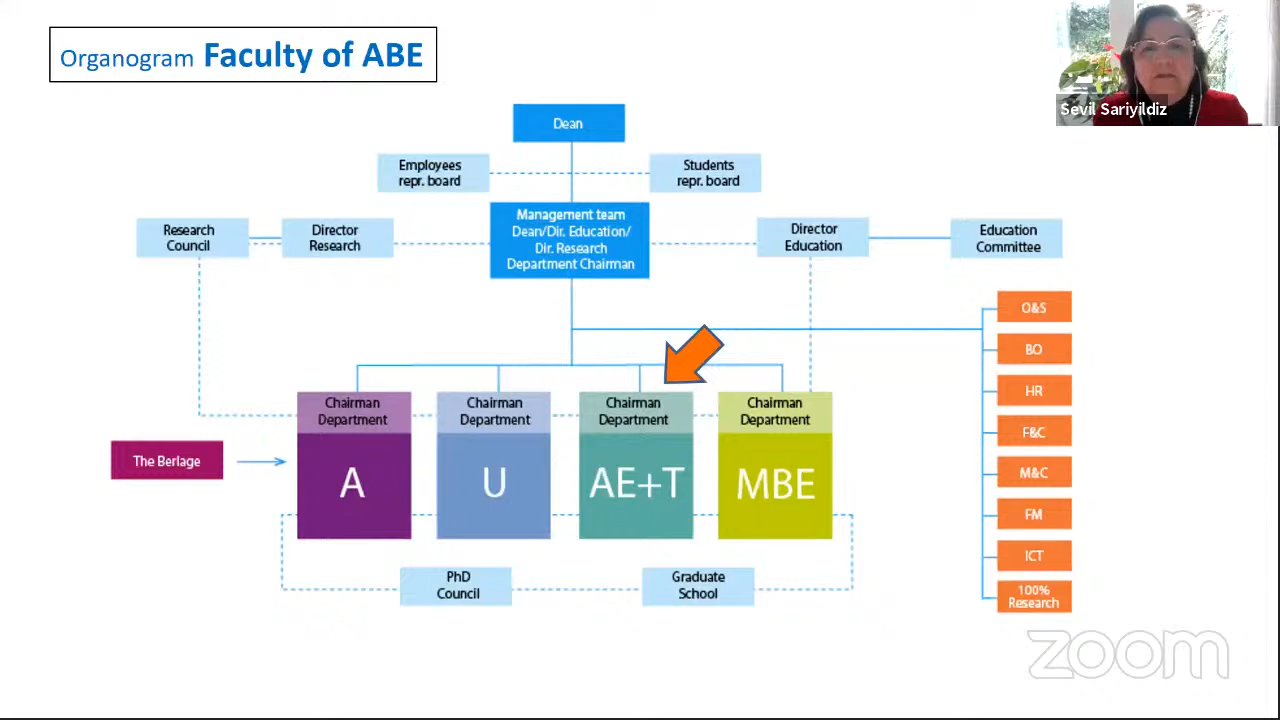 Organogram Faculty of ABE
Sevil Sariyildiz
Dean
Employees
repr. board
Students
repr. board
Research
Council
Director
Research
Management team
Dean/Dir. Education/
Dir. Research
Department Chairman
Director
Education
Education
Committee
O&S
BO
HR
F&C
M&C
FM
ICT
100%
Research
Chairman
Department
A
Chairman
Department
U
Chairman
Department
AE+T
Chairman
Department
MBE
The Berlage
PhD
Council
Graduate
School
zoom